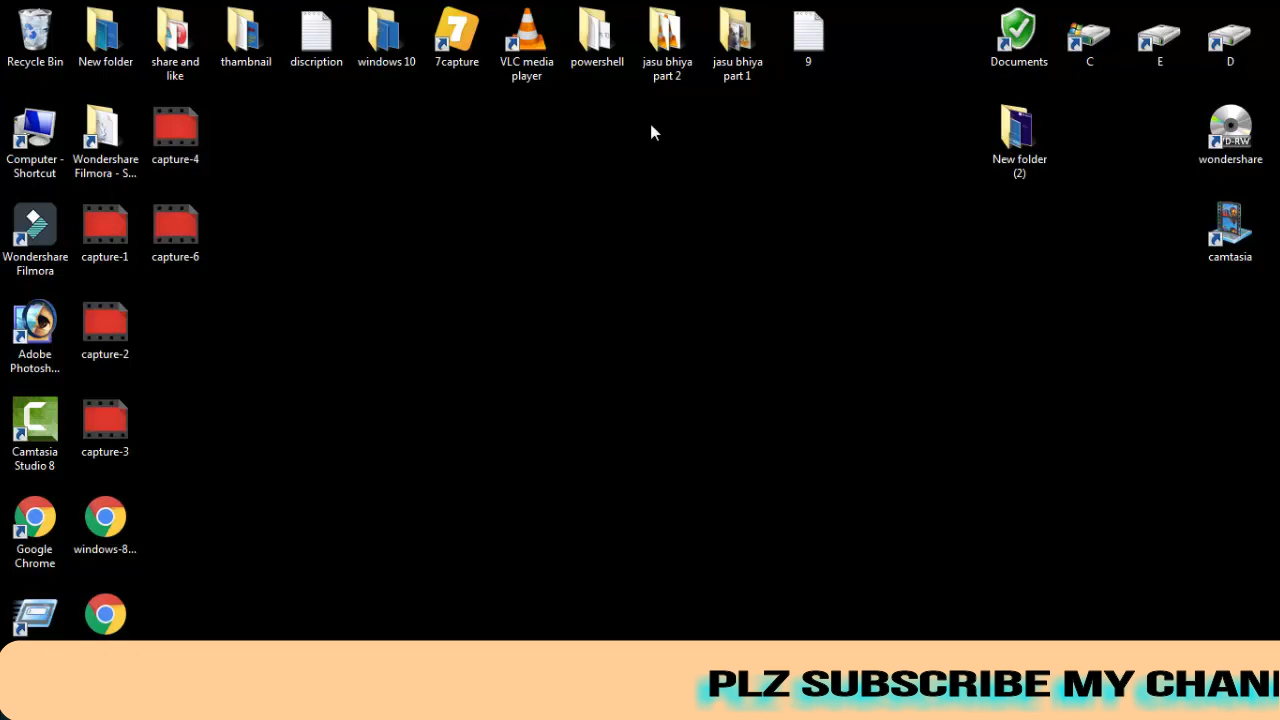 Recycle Bin
New folder
share and
like
thambnail
discription
windows 10
7capture
VLC media
player
powershell
jasu bhiya
part 2
jasu bhiya
part 1
9
Documents
C
E
D
Computer -
Shortcut
Wondershare
Filmora - S...
capture-4
New folder
(2)
DVD-RW
wondershare
Wondershare
Filmora
capture-1
capture-6
camtasia
Adobe
Photosh...
capture-2
Camtasia
Studio 8
capture-3
Google
Chrome
windows-8...
PLZ SUBSCRIBE MY CHAN